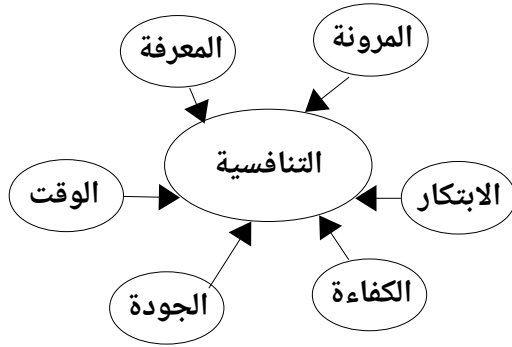 المرونة
المعرفة
التنافسية
الابتكار
الوقت
الكفاءة
الجودة